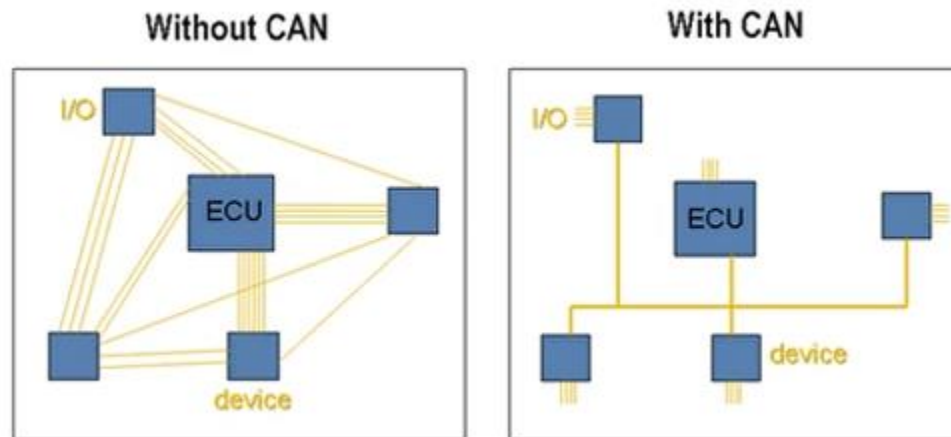 Without CAN
With CAN
I/O
ECU
device
I/O
ECU
device